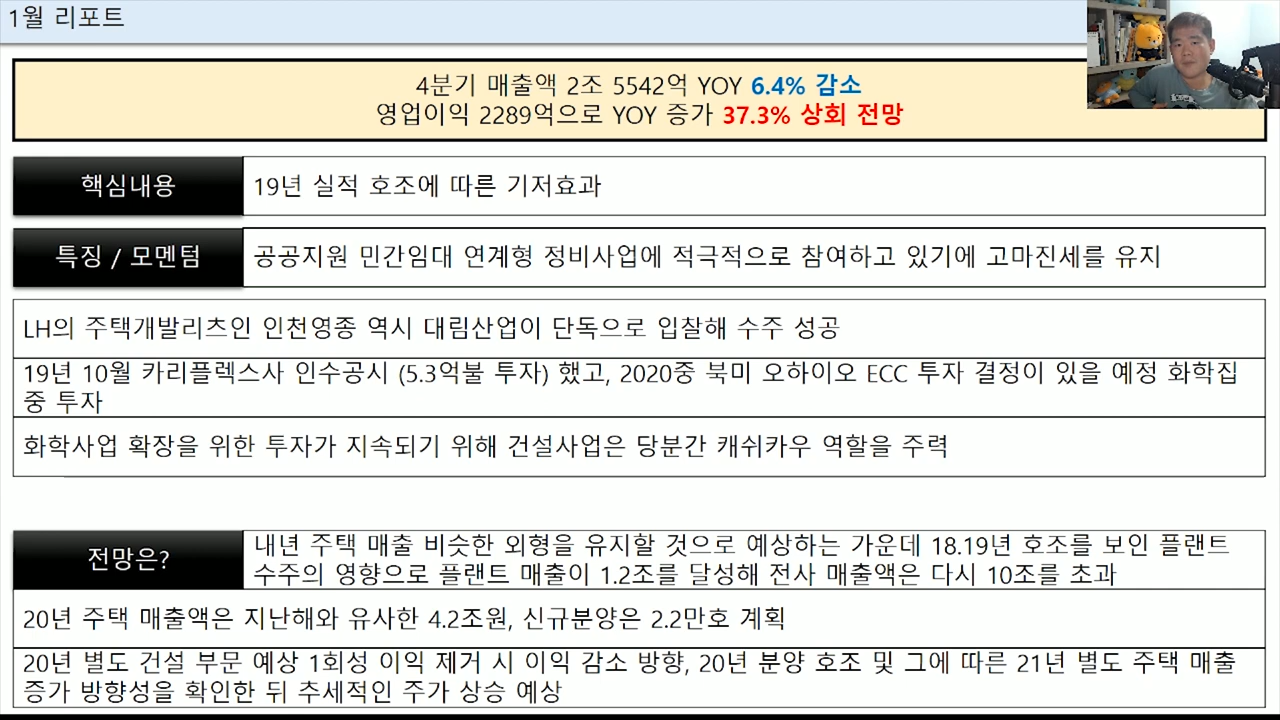 1월 리포트
4분기 매출액 2조 5542억 YOY 6.4% 감소
영업이익 2289억으로 YOY 증가 37.3% 상회 전망
핵심내용
19년 실적 호조에 따른 기저효과
특징 / 모멘텀
공공지원 민간임대 연계형 정비사업에 적극적으로 참여하고 있기에 고마진세를 유지
LH의 주택개발리츠인 인천영종 역시 대림산업이 단독으로 입찰해 수주 성공
19년 10월 카리플렉스사 인수공시 (5.3억불 투자) 했고, 2020중 북미 오하이오 ECC 투자 결정이 있을 예정 화학집
중 투자
화학사업 확장을 위한 투자가 지속되기 위해 건설사업은 당분간 캐쉬카우 역할을 주력
전망은?
내년 주택 매출 비슷한 외형을 유지할 것으로 예상하는 가운데 18.19년 호조를 보인 플랜트
수주의 영향으로 플랜트 매출이 1.2조를 달성해 전사 매출액은 다시 10조를 초과
20년 주택 매출액은 지난해와 유사한 4.2조원, 신규분양은 2.2만호 계획
20년 별도 건설 부문 예상 1회성 이익 제거 시 이익 감소 방향, 20년 분양 호조 및 그에 따른 21년 별도 주택 매출
증가 방향성을 확인한 뒤 추세적인 주가 상승 예상